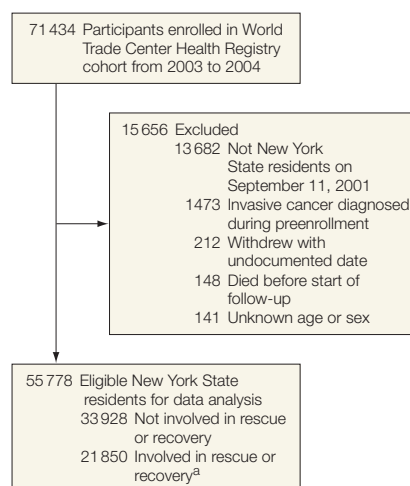 71 434 Participants enrolled in World
Trade Center Health Registry
cohort from 2003 to 2004
15 656 Excluded
13 682 Not New York
State residents on
September 11, 2001
1473 Invasive cancer diagnosed
during preenrollment
212 Withdrew with
undocumented date
148 Died before start of
follow-up
141 Unknown age or sex
55 778 Eligible New York State
residents for data analysis
33 928 Not involved in rescue
or recovery
21 850 Involved in rescue or
recoveryª